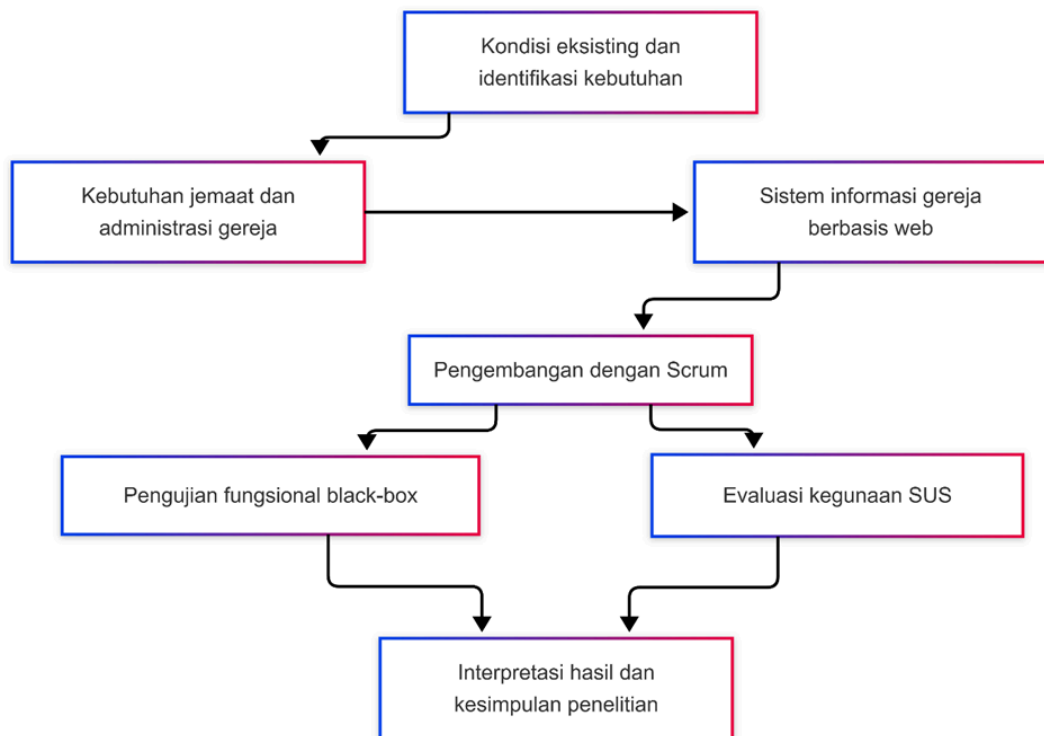 Kondisi eksisting dan
identifikasi kebutuhan
Kebutuhan jemaat dan
administrasi gereja
Sistem informasi gereja
berbasis web
Pengembangan dengan Scrum
Pengujian fungsional black-box
Evaluasi kegunaan SUS
Interpretasi hasil dan
kesimpulan penelitian